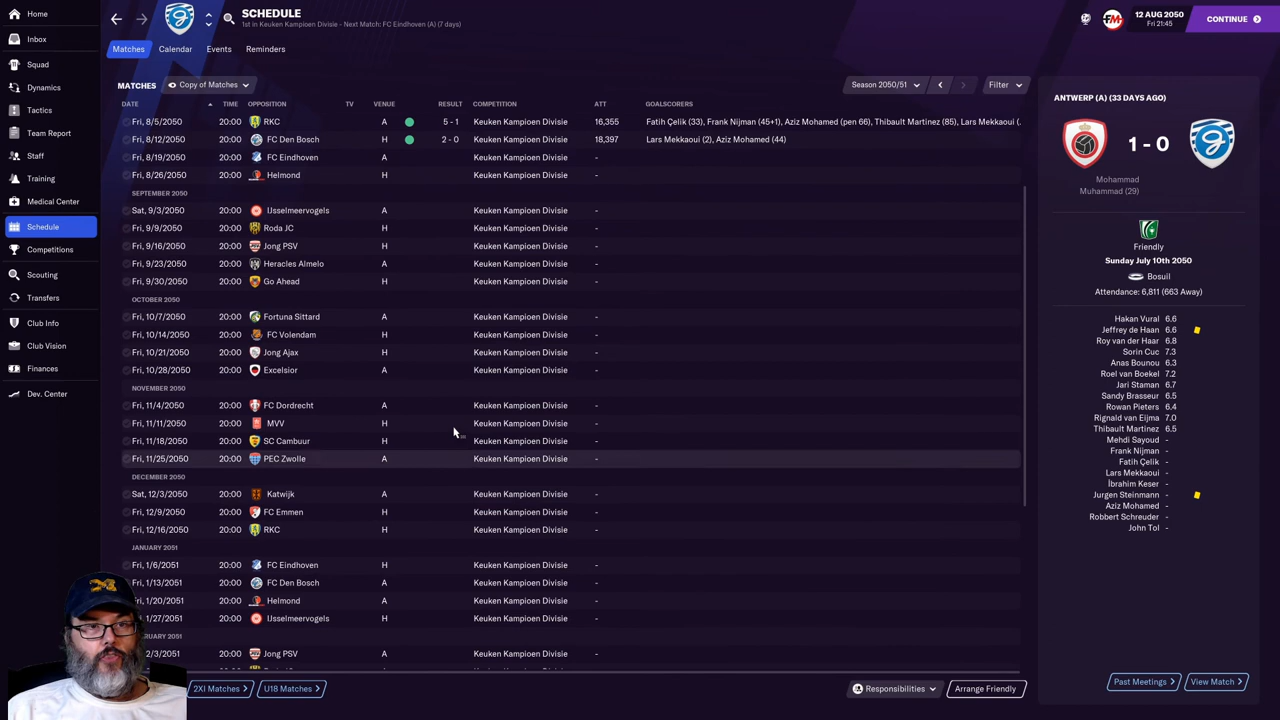 Home
Inbox
Squad
Dynamics
Tactics
Team Report
Staff
Training
Medical Center
Schedule
Competitions
Scouting
Transfers
Club Info
Club Vision
Finances
Dev. Center
SCHEDULE
1st in Keuken Kampioen Divisie - Next Match: FC Eindhoven (A) (7 days)
FM
12 AUG 2050
Fri 21:45
CONTINUE
Matches Calendar Events Reminders
MATCHES Copy of Matches Season 2050/51 Filter
DATE TIME OPPOSITION TV VENUE RESULT COMPETITION ATT GOALSCORERS
Fri, 8/5/2050 20:00 RKC A 5 - 1 Keuken Kampioen Divisie 16,355 Fatih Çelik (33), Frank Nijman (45+1), Aziz Mohamed (pen 66), Thibault Martinez (85), Lars Mekkaoui (.
Fri, 8/12/2050 20:00 FC Den Bosch H 2 - 0 Keuken Kampioen Divisie 18,397 Lars Mekkaoui (2), Aziz Mohamed (44)
Fri, 8/19/2050 20:00 FC Eindhoven A Keuken Kampioen Divisie -
Fri, 8/26/2050 20:00 Helmond H Keuken Kampioen Divisie -
SEPTEMBER 2050
Sat, 9/3/2050 20:00 IJsselmeervogels A Keuken Kampioen Divisie -
Fri, 9/9/2050 20:00 Roda JC H Keuken Kampioen Divisie -
Fri, 9/16/2050 20:00 Jong PSV H Keuken Kampioen Divisie -
Fri, 9/23/2050 20:00 Heracles Almelo A Keuken Kampioen Divisie -
Fri, 9/30/2050 20:00 Go Ahead H Keuken Kampioen Divisie -
OCTOBER 2050
Fri, 10/7/2050 20:00 Fortuna Sittard A Keuken Kampioen Divisie -
Fri, 10/14/2050 20:00 FC Volendam H Keuken Kampioen Divisie -
Fri, 10/21/2050 20:00 Jong Ajax H Keuken Kampioen Divisie -
Fri, 10/28/2050 20:00 Excelsior A Keuken Kampioen Divisie -
NOVEMBER 2050
Fri, 11/4/2050 20:00 FC Dordrecht A Keuken Kampioen Divisie -
Fri, 11/11/2050 20:00 MVV H Keuken Kampioen Divisie -
Fri, 11/18/2050 20:00 SC Cambuur H Keuken Kampioen Divisie -
Fri, 11/25/2050 20:00 PEC Zwolle A Keuken Kampioen Divisie -
DECEMBER 2050
Sat, 12/3/2050 20:00 Katwijk A Keuken Kampioen Divisie -
Fri, 12/9/2050 20:00 FC Emmen H Keuken Kampioen Divisie -
Fri, 12/16/2050 20:00 RKC H Keuken Kampioen Divisie -
JANUARY 2051
Fri, 1/6/2051 20:00 FC Eindhoven H Keuken Kampioen Divisie -
Fri, 1/13/2051 20:00 FC Den Bosch A Keuken Kampioen Divisie -
Fri, 1/20/2051 20:00 Helmond A Keuken Kampioen Divisie -
1/27/2051 20:00 IJsselmeervogels H Keuken Kampioen Divisie -
RUARY 2051
2/3/2051 20:00 Jong PSV A Keuken Kampioen Divisie -
2XI Matches U18 Matches Responsibilities Arrange Friendly
ANTWERP (A) (33 DAYS AGO)
1 - 0
Mohammad
Muhammad (29)
Friendly
Sunday July 10th 2050
Bosuil
Attendance: 6,811 (663 Away)
Hakan Vural 6.6
Jeffrey de Haan 6.6
Roy van der Haar 6.8
Sorin Cuc 7.3
Anas Bounou 6.3
Roel van Boekel 7.2
Jari Staman 6.7
Sandy Brasseur 6.5
Rowan Pieters 6.4
Rignald van Eijma 7.0
Thibault Martinez 6.5
Mehdi Sayoud -
Frank Nijman -
Fatih Çelik -
Lars Mekkaoui -
İbrahim Keser -
Jurgen Steinmann -
Aziz Mohamed -
Robbert Schreuder -
John Tol -
Past Meetings View Match